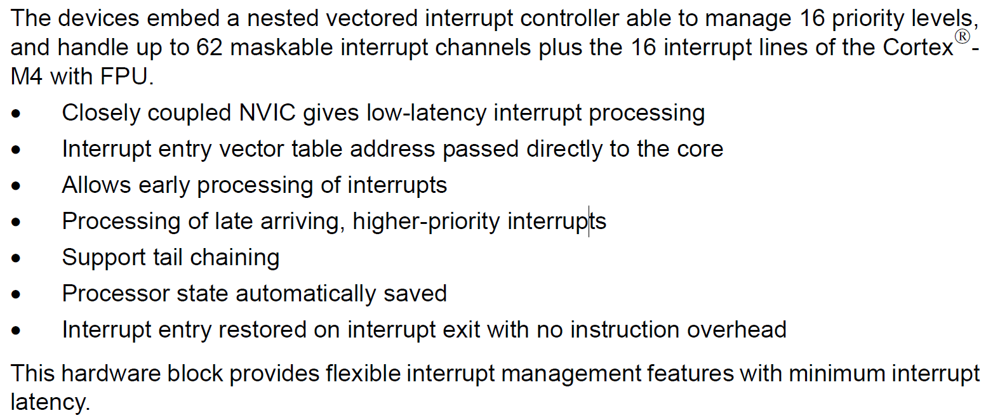 The devices embed a nested vectored interrupt controller able to manage 16 priority levels,
and handle up to 62 maskable interrupt channels plus the 16 interrupt lines of the Cortex®-
M4 with FPU.
• Closely coupled NVIC gives low-latency interrupt processing
• Interrupt entry vector table address passed directly to the core
• Allows early processing of interrupts
• Processing of late arriving, higher-priority interrupts
• Support tail chaining
• Processor state automatically saved
• Interrupt entry restored on interrupt exit with no instruction overhead
This hardware block provides flexible interrupt management features with minimum interrupt
latency.